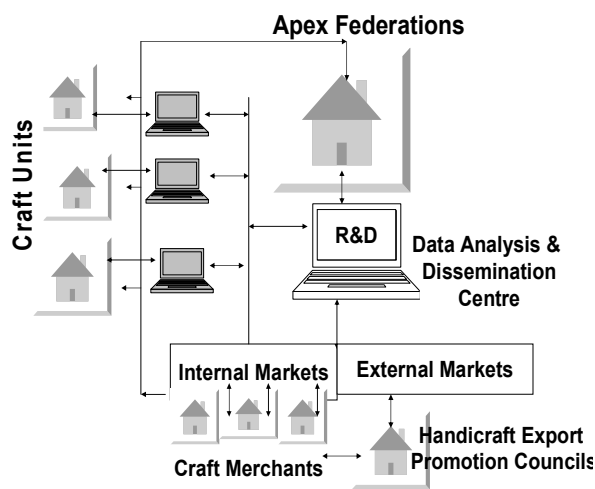 Apex Federations
Craft Units
R&D
Data Analysis &
Dissemination
Centre
Internal Markets
External Markets
Craft Merchants
Handicraft Export
Promotion Councils